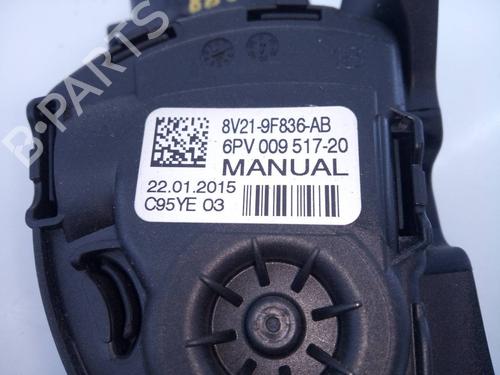 8V21-9F836-AB
6PV 009 517-20
MANUAL
22.01.2015
C95YE 03
B-PARTS